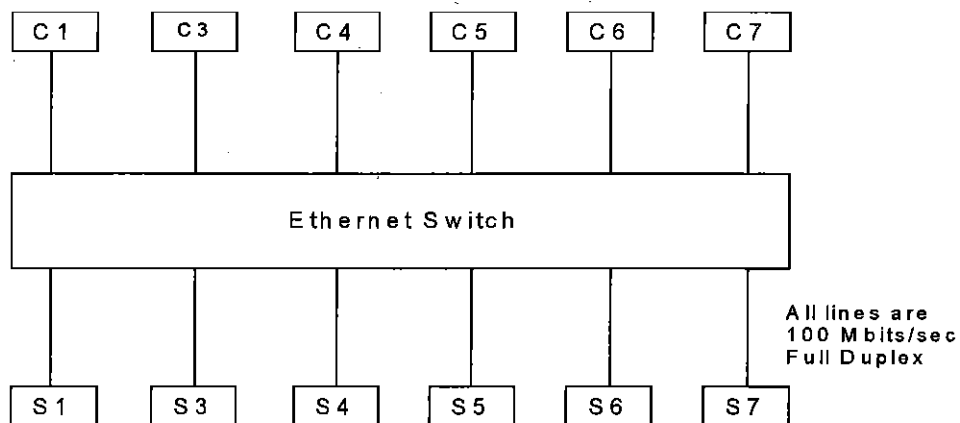 C 1 C 3 C 4 C 5 C 6 C 7
Ethernet Switch
All lines are
100 Mbits/sec
Full Duplex
S 1 S 3 S 4 S 5 S 6 S 7